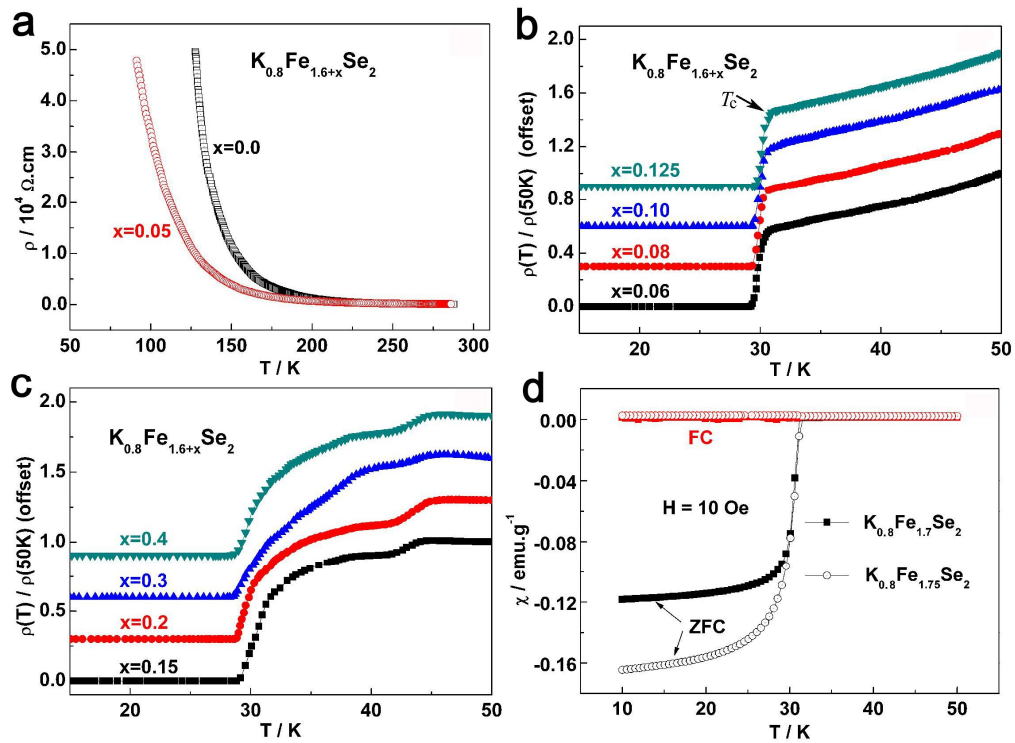 a
K0.8Fe1.6+xSe2
x=0.0
x=0.05
ρ / 10^4 Ω.cm
5.0
4.0
3.0
2.0
1.0
0.0
50
100
150
200
250
300
T / K
b
K0.8Fe1.6+xSe2
Tc
x=0.125
x=0.10
x=0.08
x=0.06
ρ(T) / ρ(50K) (offset)
2.0
1.6
1.2
0.8
0.4
0.0
20
30
40
50
T / K
c
K0.8Fe1.6+xSe2
x=0.4
x=0.3
x=0.2
x=0.15
ρ(T) / ρ(50K) (offset)
2.0
1.5
1.0
0.5
0.0
20
30
40
50
T / K
d
FC
H = 10 Oe
K0.8Fe1.7Se2
K0.8Fe1.75Se2
ZFC
χ / emu.g^-1
0.00
-0.04
-0.08
-0.12
-0.16
10
20
30
40
50
T / K